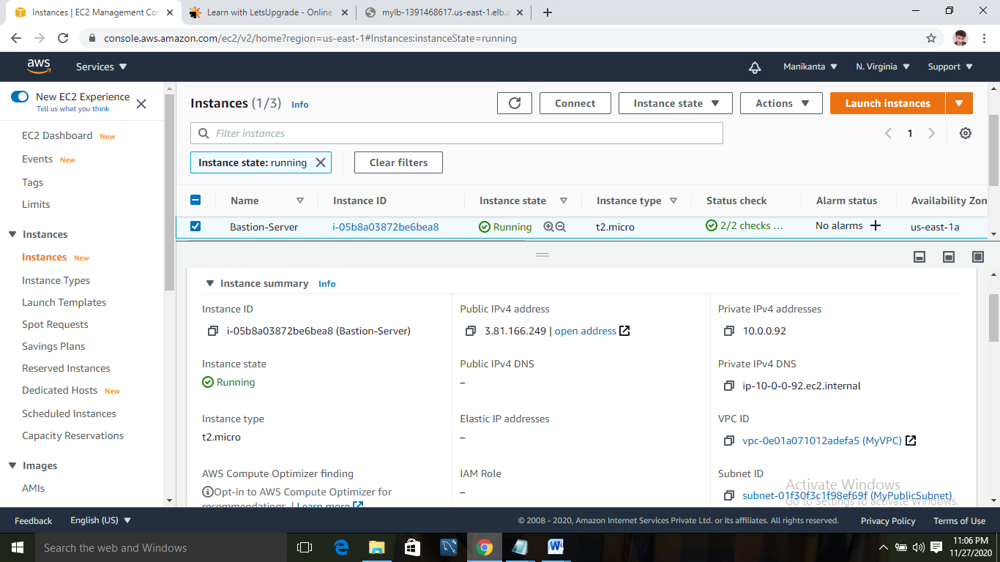 Instances | EC2 Management Con
Learn with LetsUpgrade - Online
mylb-1391468617.us-east-1.elb.a
console.aws.amazon.com/ec2/v2/home?region=us-east-1#Instances:instanceState=running
aws
Services
Manikanta
N. Virginia
Support
New EC2 Experience
Tell us what you think
EC2 Dashboard New
Events New
Tags
Limits
Instances
Instances New
Instance Types
Launch Templates
Spot Requests
Savings Plans
Reserved Instances
Dedicated Hosts New
Scheduled Instances
Capacity Reservations
Images
AMIs
Instances (1/3) Info
Connect
Instance state
Actions
Launch instances
Filter instances
1
Instance state: running
Clear filters
Name Instance ID Instance state Instance type Status check Alarm status Availability Zon
Bastion-Server i-05b8a03872be6bea8 Running t2.micro 2/2 checks ... No alarms + us-east-1a
Instance summary Info
Instance ID
i-05b8a03872be6bea8 (Bastion-Server)
Public IPv4 address
3.81.166.249 | open address
Private IPv4 addresses
10.0.0.92
Instance state
Running
Public IPv4 DNS
–
Private IPv4 DNS
ip-10-0-0-92.ec2.internal
Instance type
t2.micro
Elastic IP addresses
–
VPC ID
vpc-0e01a071012adefa5 (MyVPC)
AWS Compute Optimizer finding
Opt-in to AWS Compute Optimizer for
recommendations. | Learn more
IAM Role
–
Subnet ID
subnet-01f30f3c1f98ef69f (MyPublicSubnet)
Activate Windows
Go to Settings to activate Windows.
Feedback
English (US)
© 2008 - 2020, Amazon Internet Services Private Ltd. or its affiliates. All rights reserved.
Privacy Policy
Terms of Use
Search the web and Windows
11:06 PM
11/27/2020